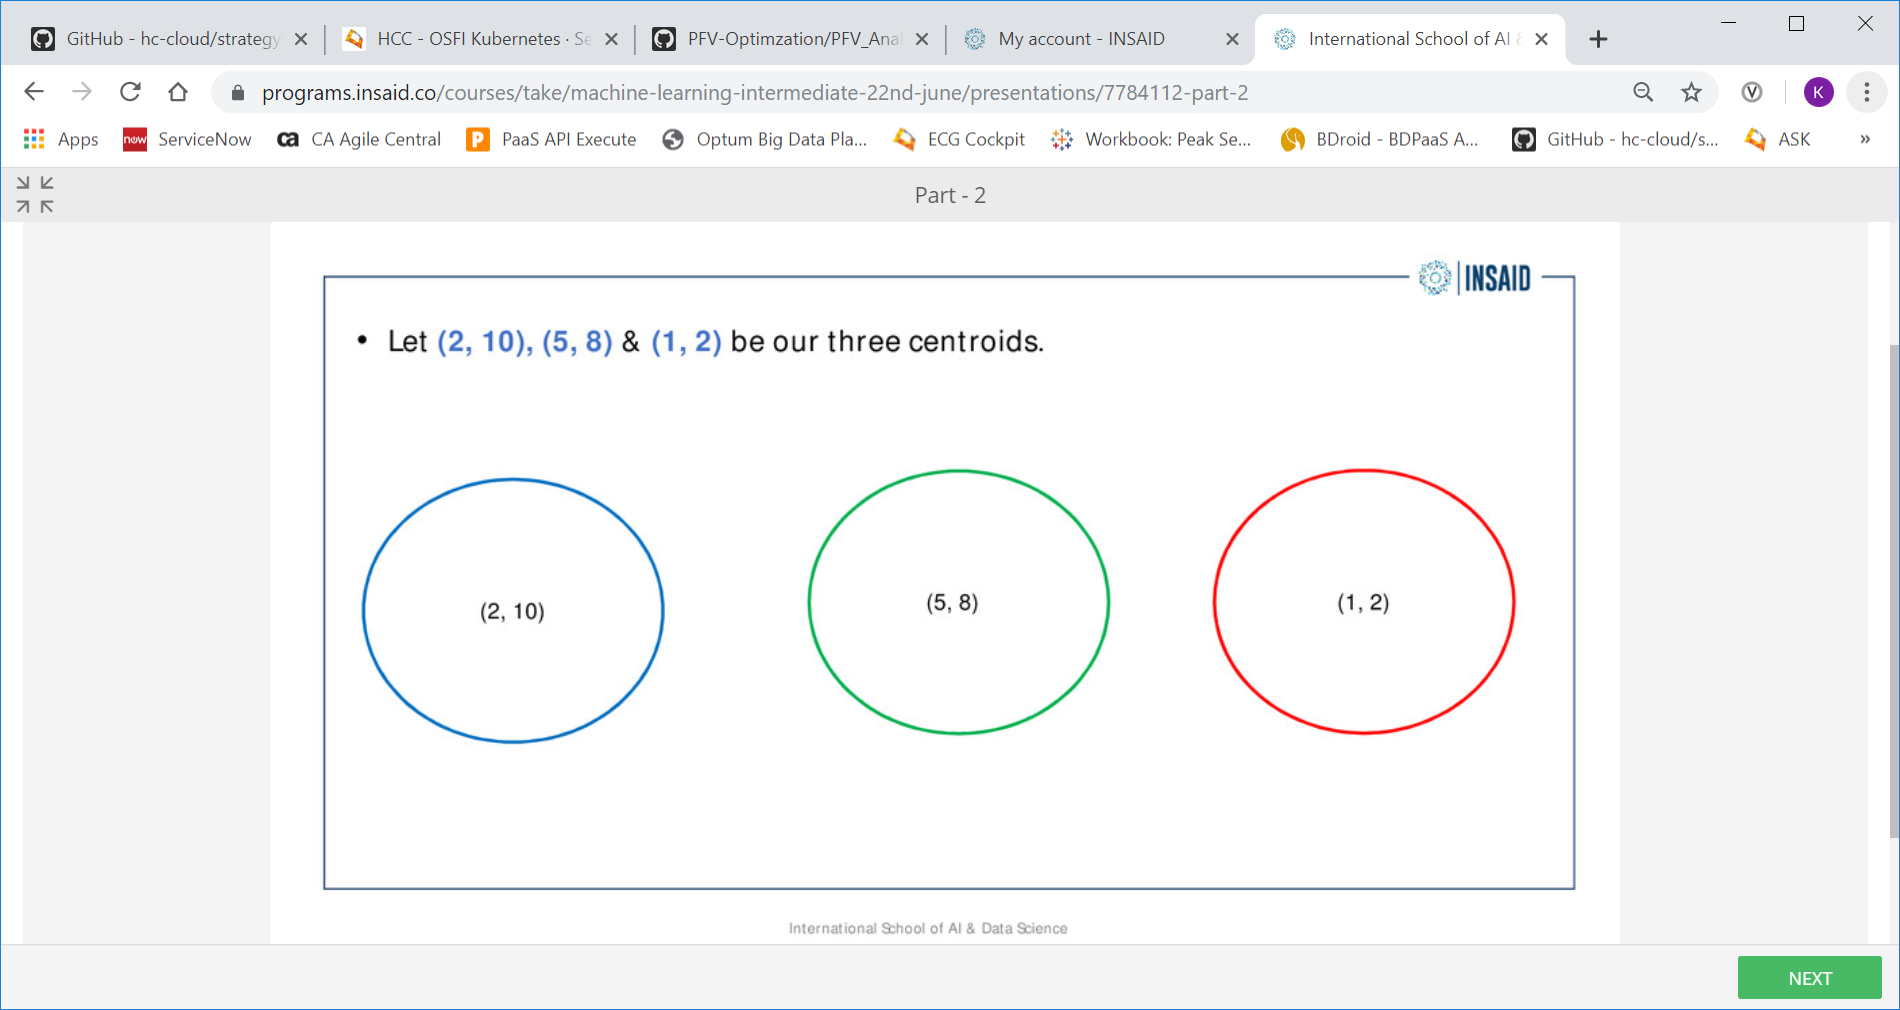 GitHub - hc-cloud/strategy
HCC - OSFI Kubernetes · Se
PFV-Optimzation/PFV_Anal
My account - INSAID
International School of AI &
programs.insaid.co/courses/take/machine-learning-intermediate-22nd-june/presentations/7784112-part-2
K
Apps
now
ServiceNow
ca
CA Agile Central
P
PaaS API Execute
Optum Big Data Pla...
ECG Cockpit
Workbook: Peak Se...
BDroid - BDPaaS A...
GitHub - hc-cloud/s...
ASK
»
Part - 2
INSAID
• Let (2, 10), (5, 8) & (1, 2) be our three centroids.
(2, 10)
(5, 8)
(1, 2)
International School of AI & Data Science
NEXT